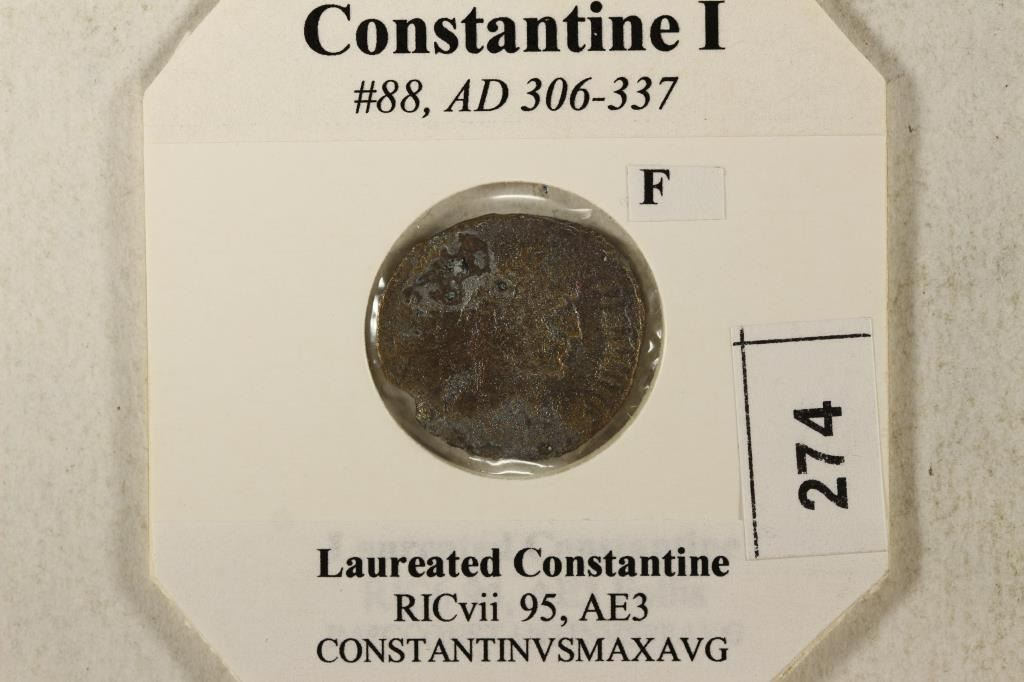 Constantine I
#88, AD 306-337
F
274
Laureated Constantine
RICvii 95, AE3
CONSTANTINVSMAXAVG